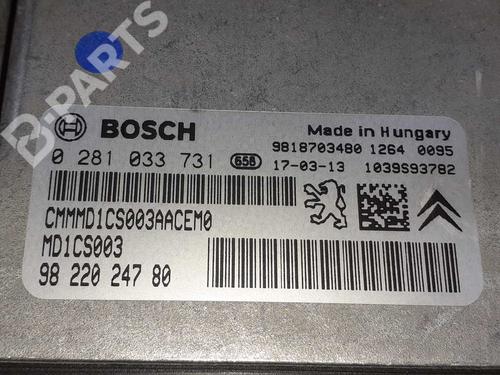 B-PARTS
BOSCH
Made in Hungary
9818703480 1264 0095
0 281 033 731 658
17-03-13 1039S93782
CMMMD1CS003AACEM0
MD1CS003
98 220 247 80